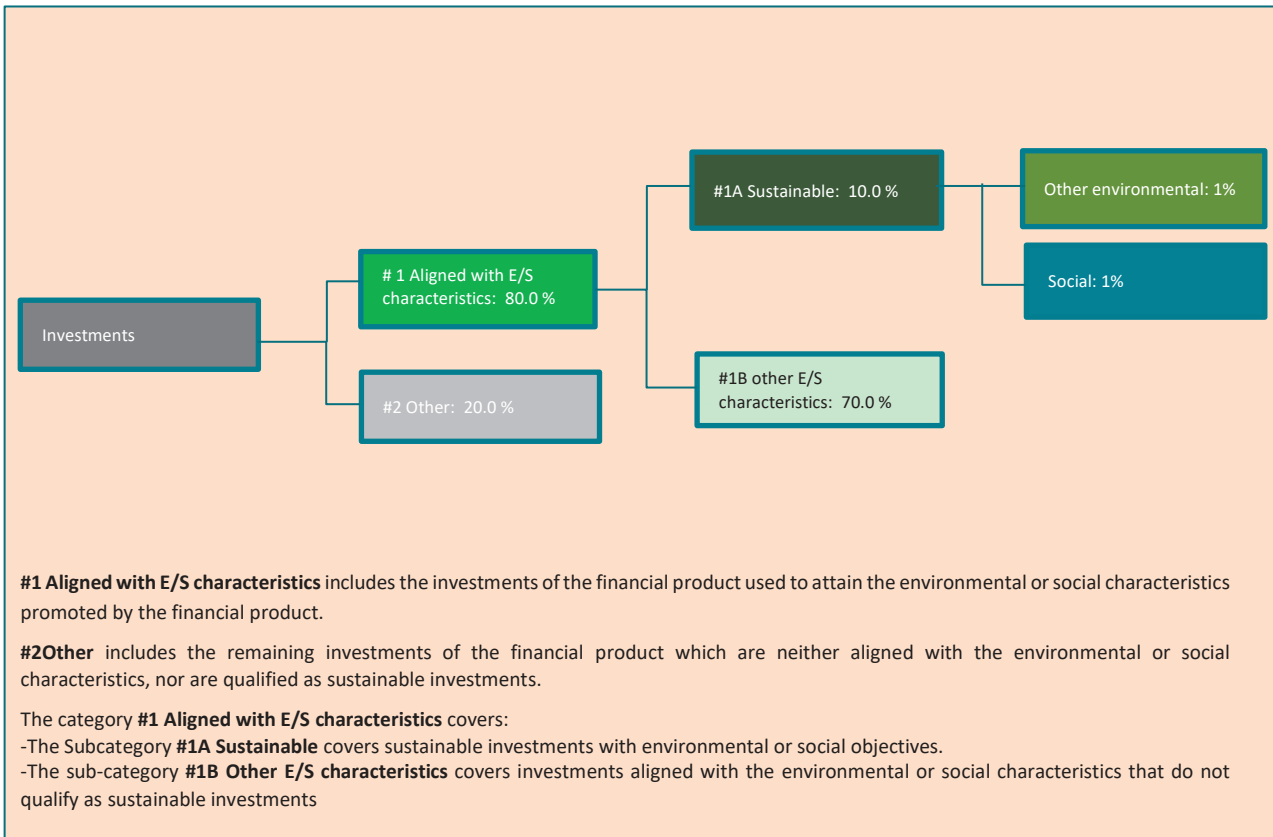 #1A Sustainable:  10.0 %
Other environmental: 1%
# 1 Aligned with E/S
characteristics:  80.0 %
Social: 1%
Investments
#1B other E/S
characteristics:  70.0 %
#2 Other:  20.0 %
#1 Aligned with E/S characteristics includes the investments of the financial product used to attain the environmental or social characteristics
promoted by the financial product.
#2Other includes the remaining investments of the financial product which are neither aligned with the environmental or social
characteristics, nor are qualified as sustainable investments.
The category #1 Aligned with E/S characteristics covers:
-The Subcategory #1A Sustainable covers sustainable investments with environmental or social objectives.
-The sub-category #1B Other E/S characteristics covers investments aligned with the environmental or social characteristics that do not
qualify as sustainable investments